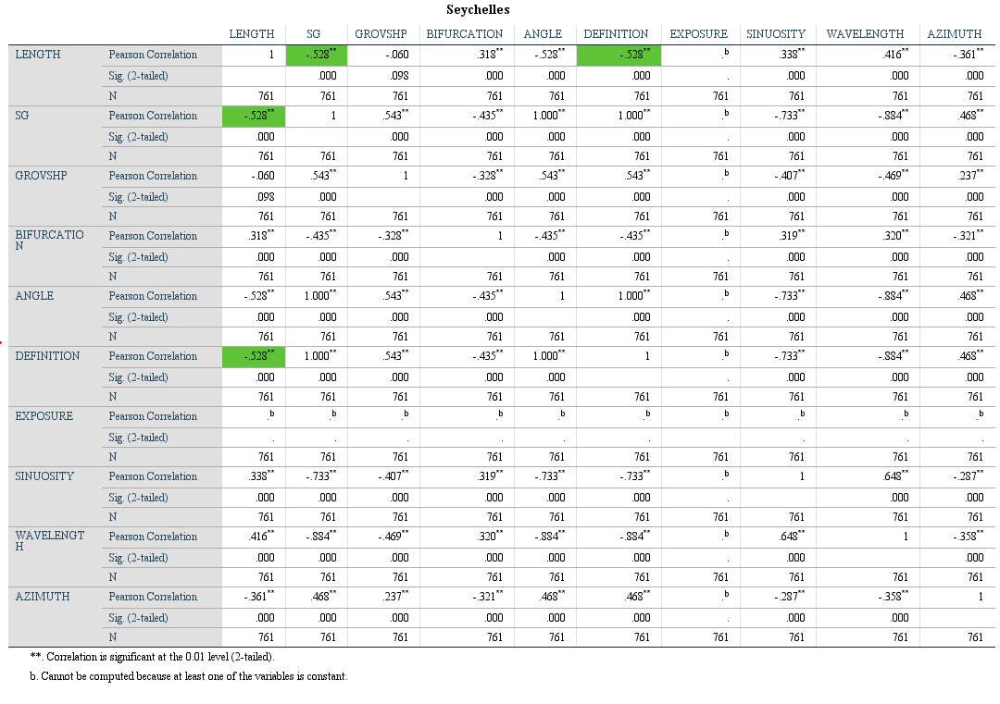 Seychelles
LENGTH SG GROVSHP BIFURCATION ANGLE DEFINITION EXPOSURE SINUOSITY WAVELENGTH AZIMUTH
LENGTH Pearson Correlation 1 -.528** -.060 .318** -.528** -.528** .b .338** .416** -.361**
Sig. (2-tailed) .000 .098 .000 .000 .000 . .000 .000 .000
N 761 761 761 761 761 761 761 761 761 761
SG Pearson Correlation -.528** 1 .543** -.435** 1.000** 1.000** .b -.733** -.884** .468**
Sig. (2-tailed) .000 .000 .000 .000 .000 . .000 .000 .000
N 761 761 761 761 761 761 761 761 761 761
GROVSHP Pearson Correlation -.060 .543** 1 -.328** .543** .543** .b -.407** -.469** .237**
Sig. (2-tailed) .098 .000 .000 .000 .000 . .000 .000 .000
N 761 761 761 761 761 761 761 761 761 761
BIFURCATIO Pearson Correlation .318** -.435** -.328** 1 -.435** -.435** .b .319** .320** -.321**
N
Sig. (2-tailed) .000 .000 .000 .000 .000 . .000 .000 .000
N 761 761 761 761 761 761 761 761 761 761
ANGLE Pearson Correlation -.528** 1.000** .543** -.435** 1 1.000** .b -.733** -.884** .468**
Sig. (2-tailed) .000 .000 .000 .000 .000 . .000 .000 .000
N 761 761 761 761 761 761 761 761 761 761
DEFINITION Pearson Correlation -.528** 1.000** .543** -.435** 1.000** 1 .b -.733** -.884** .468**
Sig. (2-tailed) .000 .000 .000 .000 .000 . .000 .000 .000
N 761 761 761 761 761 761 761 761 761 761
EXPOSURE Pearson Correlation .b .b .b .b .b .b .b .b .b .b
Sig. (2-tailed) . . . . . . . . .
N 761 761 761 761 761 761 761 761 761 761
SINUOSITY Pearson Correlation .338** -.733** -.407** .319** -.733** -.733** .b 1 .648** -.287**
Sig. (2-tailed) .000 .000 .000 .000 .000 .000 . .000 .000
N 761 761 761 761 761 761 761 761 761 761
WAVELENGT Pearson Correlation .416** -.884** -.469** .320** -.884** -.884** .b .648** 1 -.358**
H
Sig. (2-tailed) .000 .000 .000 .000 .000 .000 . .000 .000
N 761 761 761 761 761 761 761 761 761 761
AZIMUTH Pearson Correlation -.361** .468** .237** -.321** .468** .468** .b -.287** -.358** 1
Sig. (2-tailed) .000 .000 .000 .000 .000 .000 . .000 .000
N 761 761 761 761 761 761 761 761 761 761
**. Correlation is significant at the 0.01 level (2-tailed).
b. Cannot be computed because at least one of the variables is constant.